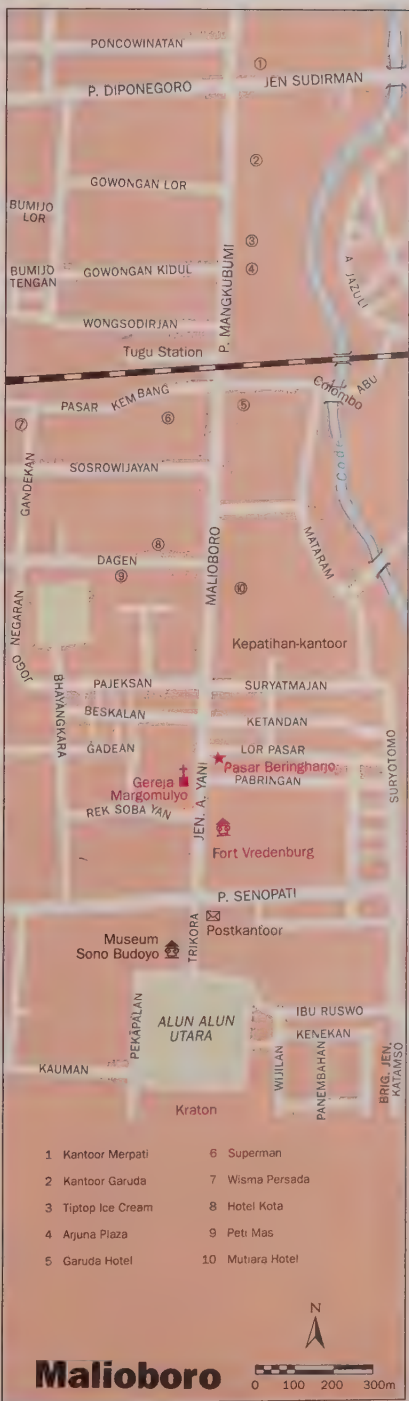 PONCOWINATAN
①
P. DIPONEGORO
JEN SUDIRMAN
②
GOWONGAN LOR
BUMIJO
LOR
③
BUMIJO
TENGAN
GOWONGAN KIDUL
④
P. MANGKUBUMI
A JAZULI
WONGSODIRJAN
Tugu Station
Colombo
ABU
PASAR KEMBANG
⑤
⑥
⑦
Code
GANDEKAN
SOSROWIJAYAN
MALIOBORO
MATARAM
⑧
DAGEN
⑨
⑩
JOGO NEGARAN
Kepatihan-kantoor
BHAYANGKARA
PAJEKSAN
SURYATMAJAN
BESKALAN
KETANDAN
GADEAN
LOR PASAR
Pasar Beringharjo
Gereja
Margomulyo
PABRINGAN
SURYOTOMO
JEN. A. YANI
REK SOBA YAN
Fort Vredenburg
P. SENOPATI
Postkantoor
TRIKORA
Museum
Sono Budoyo
PEKAPALAN
ALUN ALUN
UTARA
IBU RUSWO
KENEKAN
WIJILAN
PANEMBAHAN
BRIG. JEN.
KATAMSO
KAUMAN
Kraton
1 Kantoor Merpati
2 Kantoor Garuda
3 Tiptop Ice Cream
4 Arjuna Plaza
5 Garuda Hotel
6 Superman
7 Wisma Persada
8 Hotel Kota
9 Peti Mas
10 Mutiara Hotel
N
Malioboro
0 100 200 300m